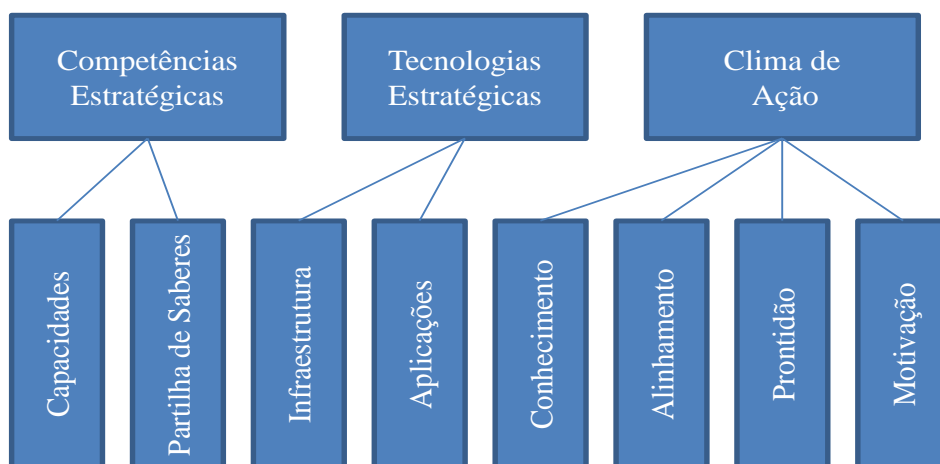 Competências
Estratégicas
Tecnologias
Estratégicas
Clima de
Ação
Capacidades
Partilha de Saberes
Infraestrutura
Aplicações
Conhecimento
Alinhamento
Prontidão
Motivação